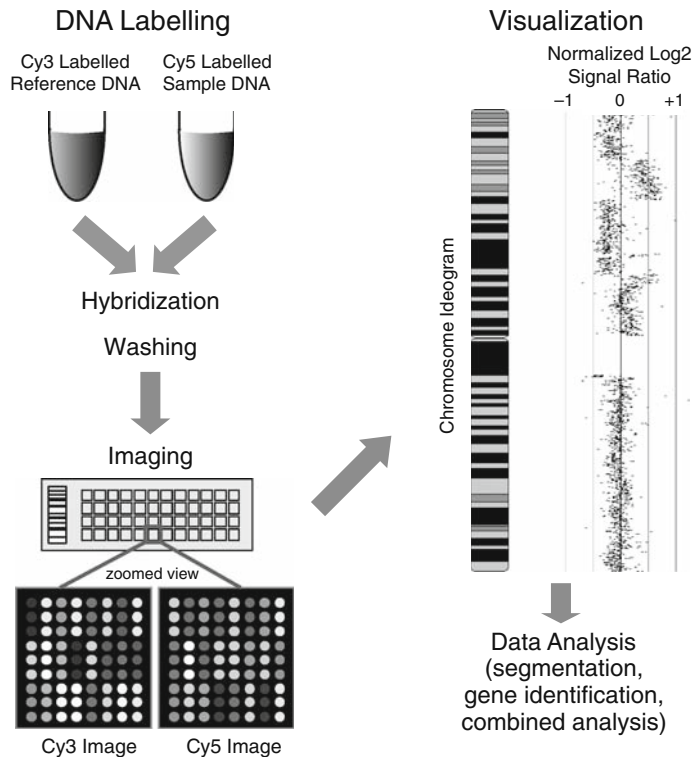 DNA Labelling
Cy3 Labelled
Reference DNA
Cy5 Labelled
Sample DNA
Hybridization
Washing
Imaging
zoomed view
Cy3 Image
Cy5 Image
Visualization
Normalized Log2
Signal Ratio
–1 0 +1
Chromosome Ideogram
Data Analysis
(segmentation,
gene identification,
combined analysis)